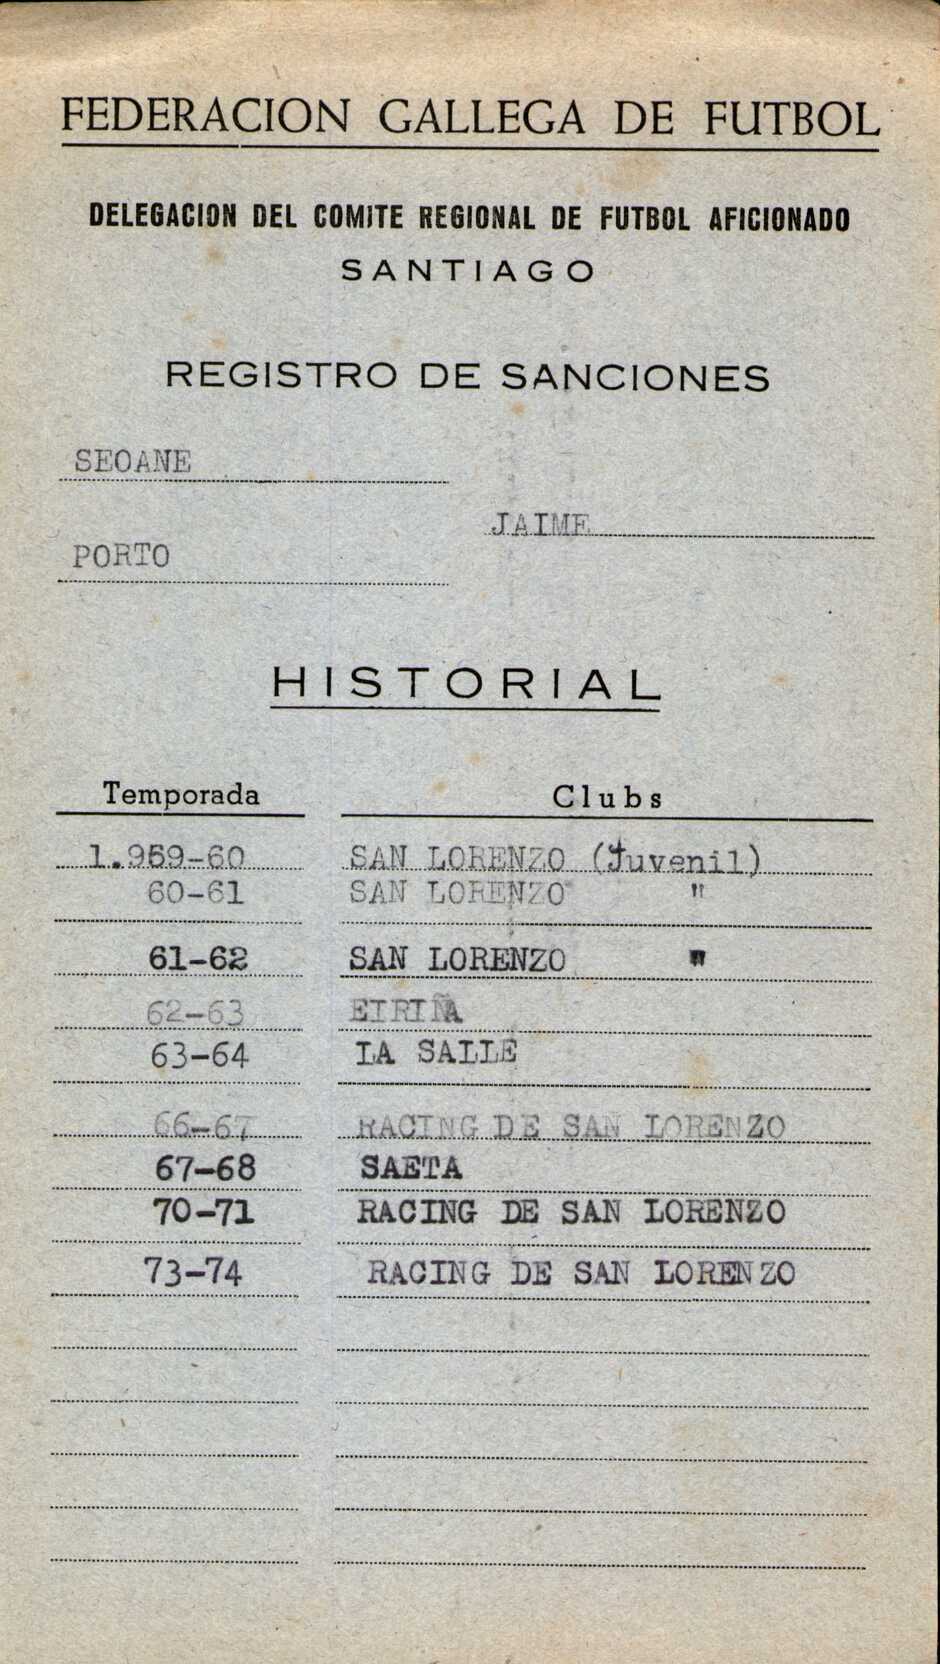 FEDERACION GALLEGA DE FUTBOL
DELEGACION DEL COMITE REGIONAL DE FUTBOL AFICIONADO
SANTIAGO
REGISTRO DE SANCIONES
SEOANE
JAIME
PORTO
HISTORIAL
Temporada Clubs
1.959-60 SAN LORENZO (Juvenil)
60-61 SAN LORENZO "
61-62 SAN LORENZO "
62-63 EIRIÑA
63-64 LA SALLE
66-67 RACING DE SAN LORENZO
67-68 SAETA
70-71 RACING DE SAN LORENZO
73-74 RACING DE SAN LORENZO